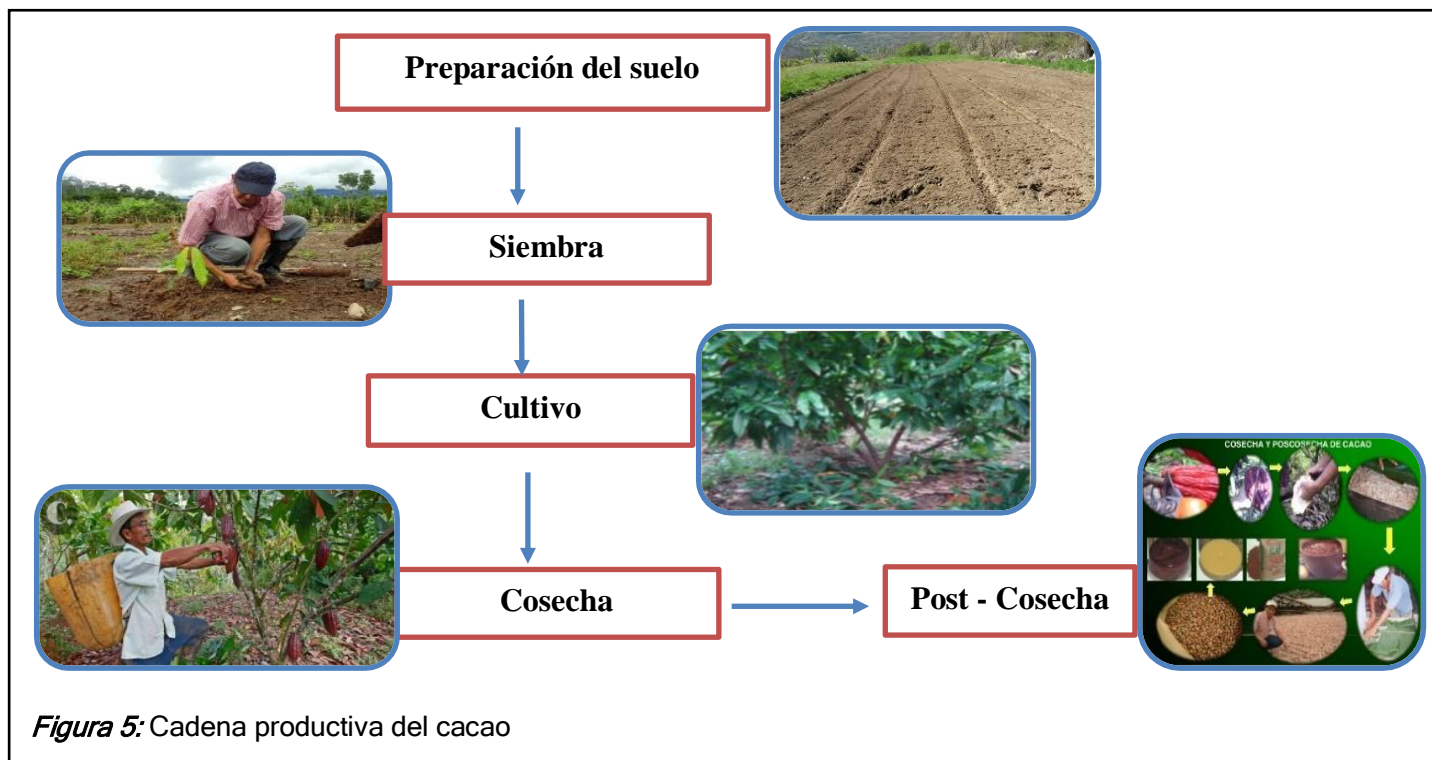 Preparación del suelo
Siembra
Cultivo
COSECHA Y POSCOSECHA DE CACAO
C.
Cosecha
Post - Cosecha
Figura 5: Cadena productiva del cacao